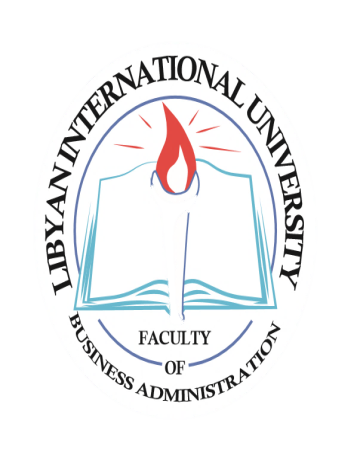 LIBYAN INTERNATIONAL UNIVERSITY
FACULTY
OF
BUSINESS ADMINISTRATION